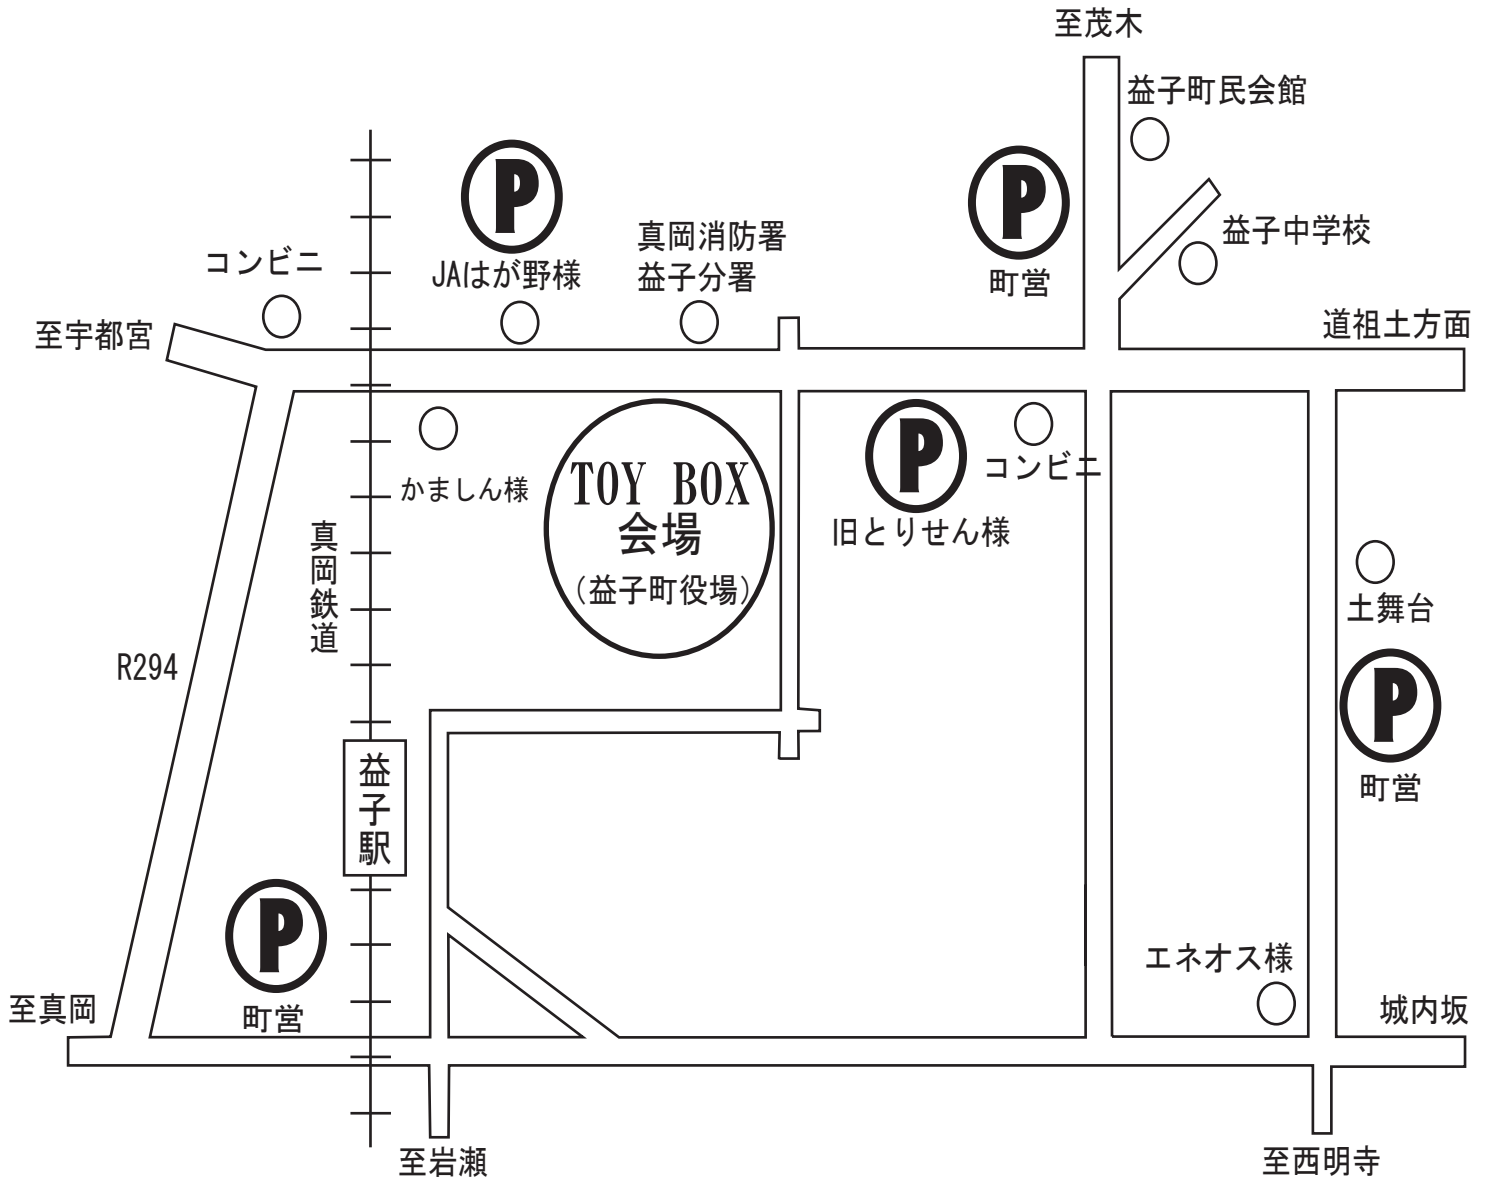 至茂木
益子町民会館
P
P
真岡消防署
益子分署
益子中学校
コンビニ
JAはが野様
町営
至宇都宮
道祖土方面
P
コンビニ
TOY BOX
会場
(益子町役場)
かましん様
旧とりせん様
真岡鉄道
土舞台
R294
P
町営
益子駅
P
町営
エネオス様
至真岡
城内坂
至岩瀬
至西明寺